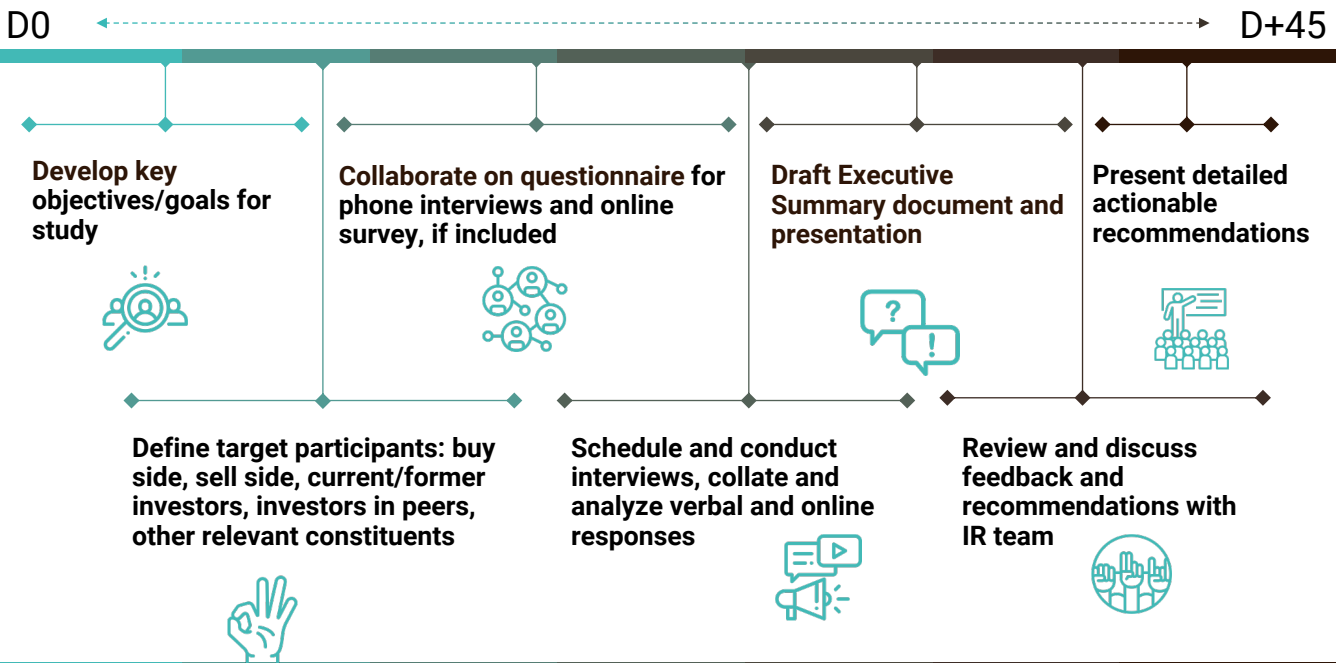 D0
D+45
Develop key
objectives/goals for
study
Collaborate on questionnaire for
phone interviews and online
survey, if included
Draft Executive
Summary document and
presentation
Present detailed
actionable
recommendations
?
!
Define target participants: buy
side, sell side, current/former
investors, investors in peers,
other relevant constituents
Schedule and conduct
interviews, collate and
analyze verbal and online
responses
Review and discuss
feedback and
recommendations with
IR team